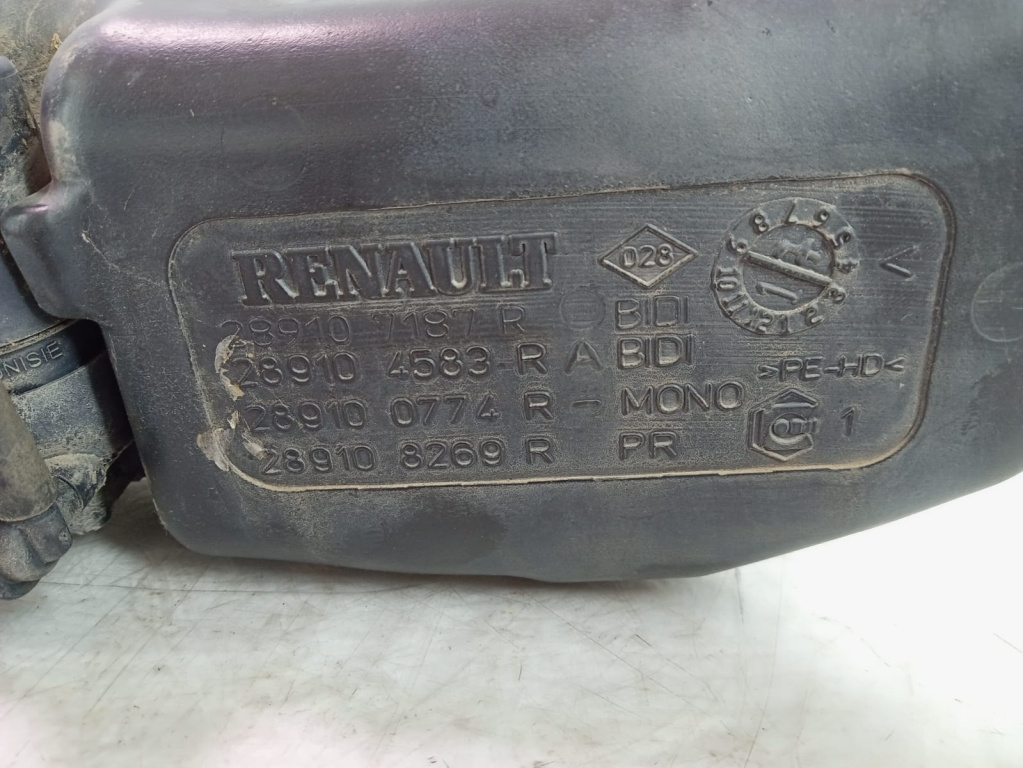 RENAULT
D28
28910 7187 R BIDI
28910 4583 R A BIDI
>PE-HD<
28910 0774 R - MONO
28910 8269 R PR
1